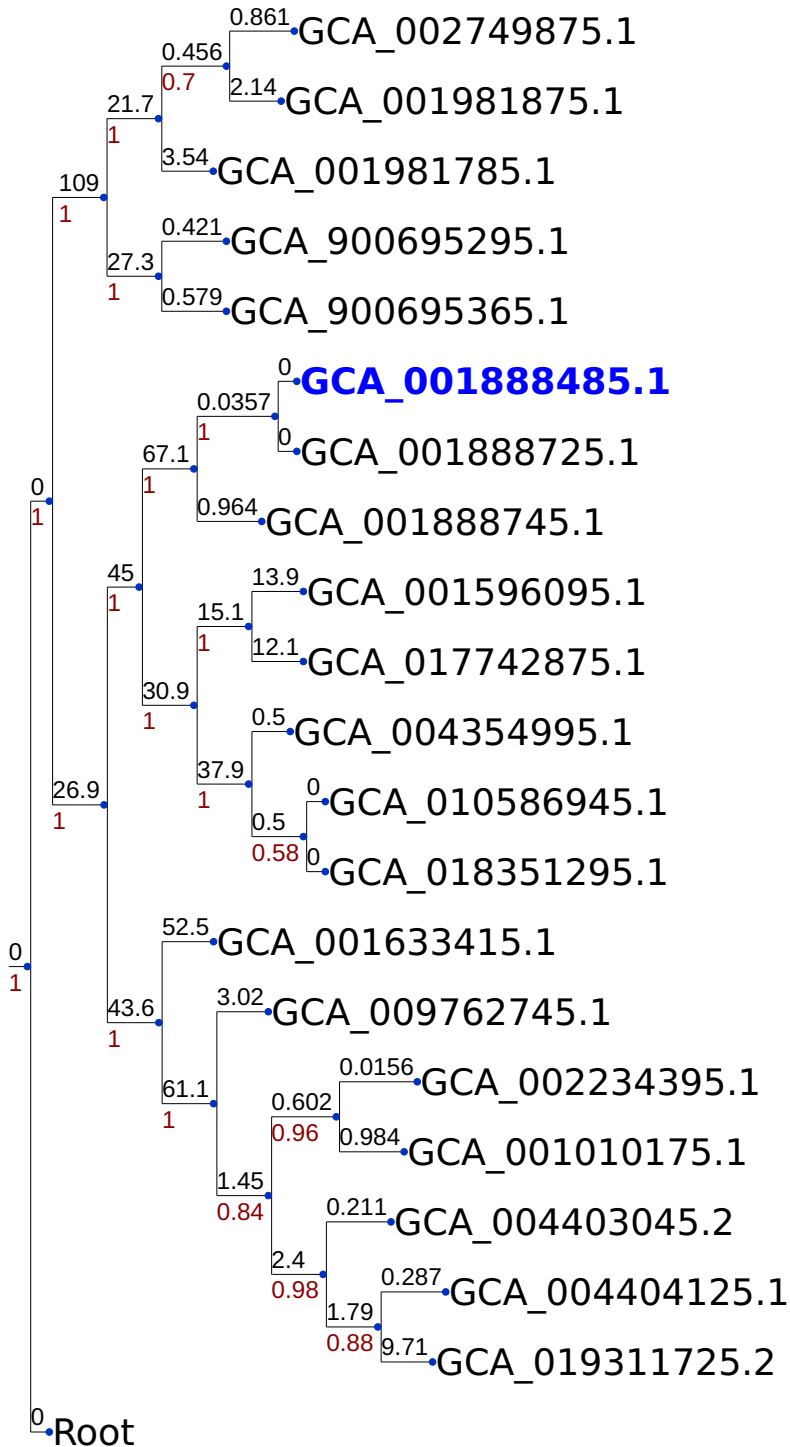 0.861
GCA_002749875.1
0.456
0.7
2.14
GCA_001981875.1
21.7
1
3.54
GCA_001981785.1
109
1
0.421
GCA_900695295.1
27.3
1
0.579
GCA_900695365.1
0
GCA_001888485.1
0.0357
1
0
GCA_001888725.1
67.1
1
0.964
GCA_001888745.1
0
1
45
1
13.9
GCA_001596095.1
15.1
1
12.1
GCA_017742875.1
30.9
1
0.5
GCA_004354995.1
37.9
1
0
GCA_010586945.1
0.5
0.58
0
GCA_018351295.1
26.9
1
52.5
GCA_001633415.1
0
1
43.6
1
3.02
GCA_009762745.1
61.1
1
0.0156
GCA_002234395.1
0.602
0.96
0.984
GCA_001010175.1
1.45
0.84
0.211
GCA_004403045.2
2.4
0.98
0.287
GCA_004404125.1
1.79
0.88
9.71
GCA_019311725.2
0
Root